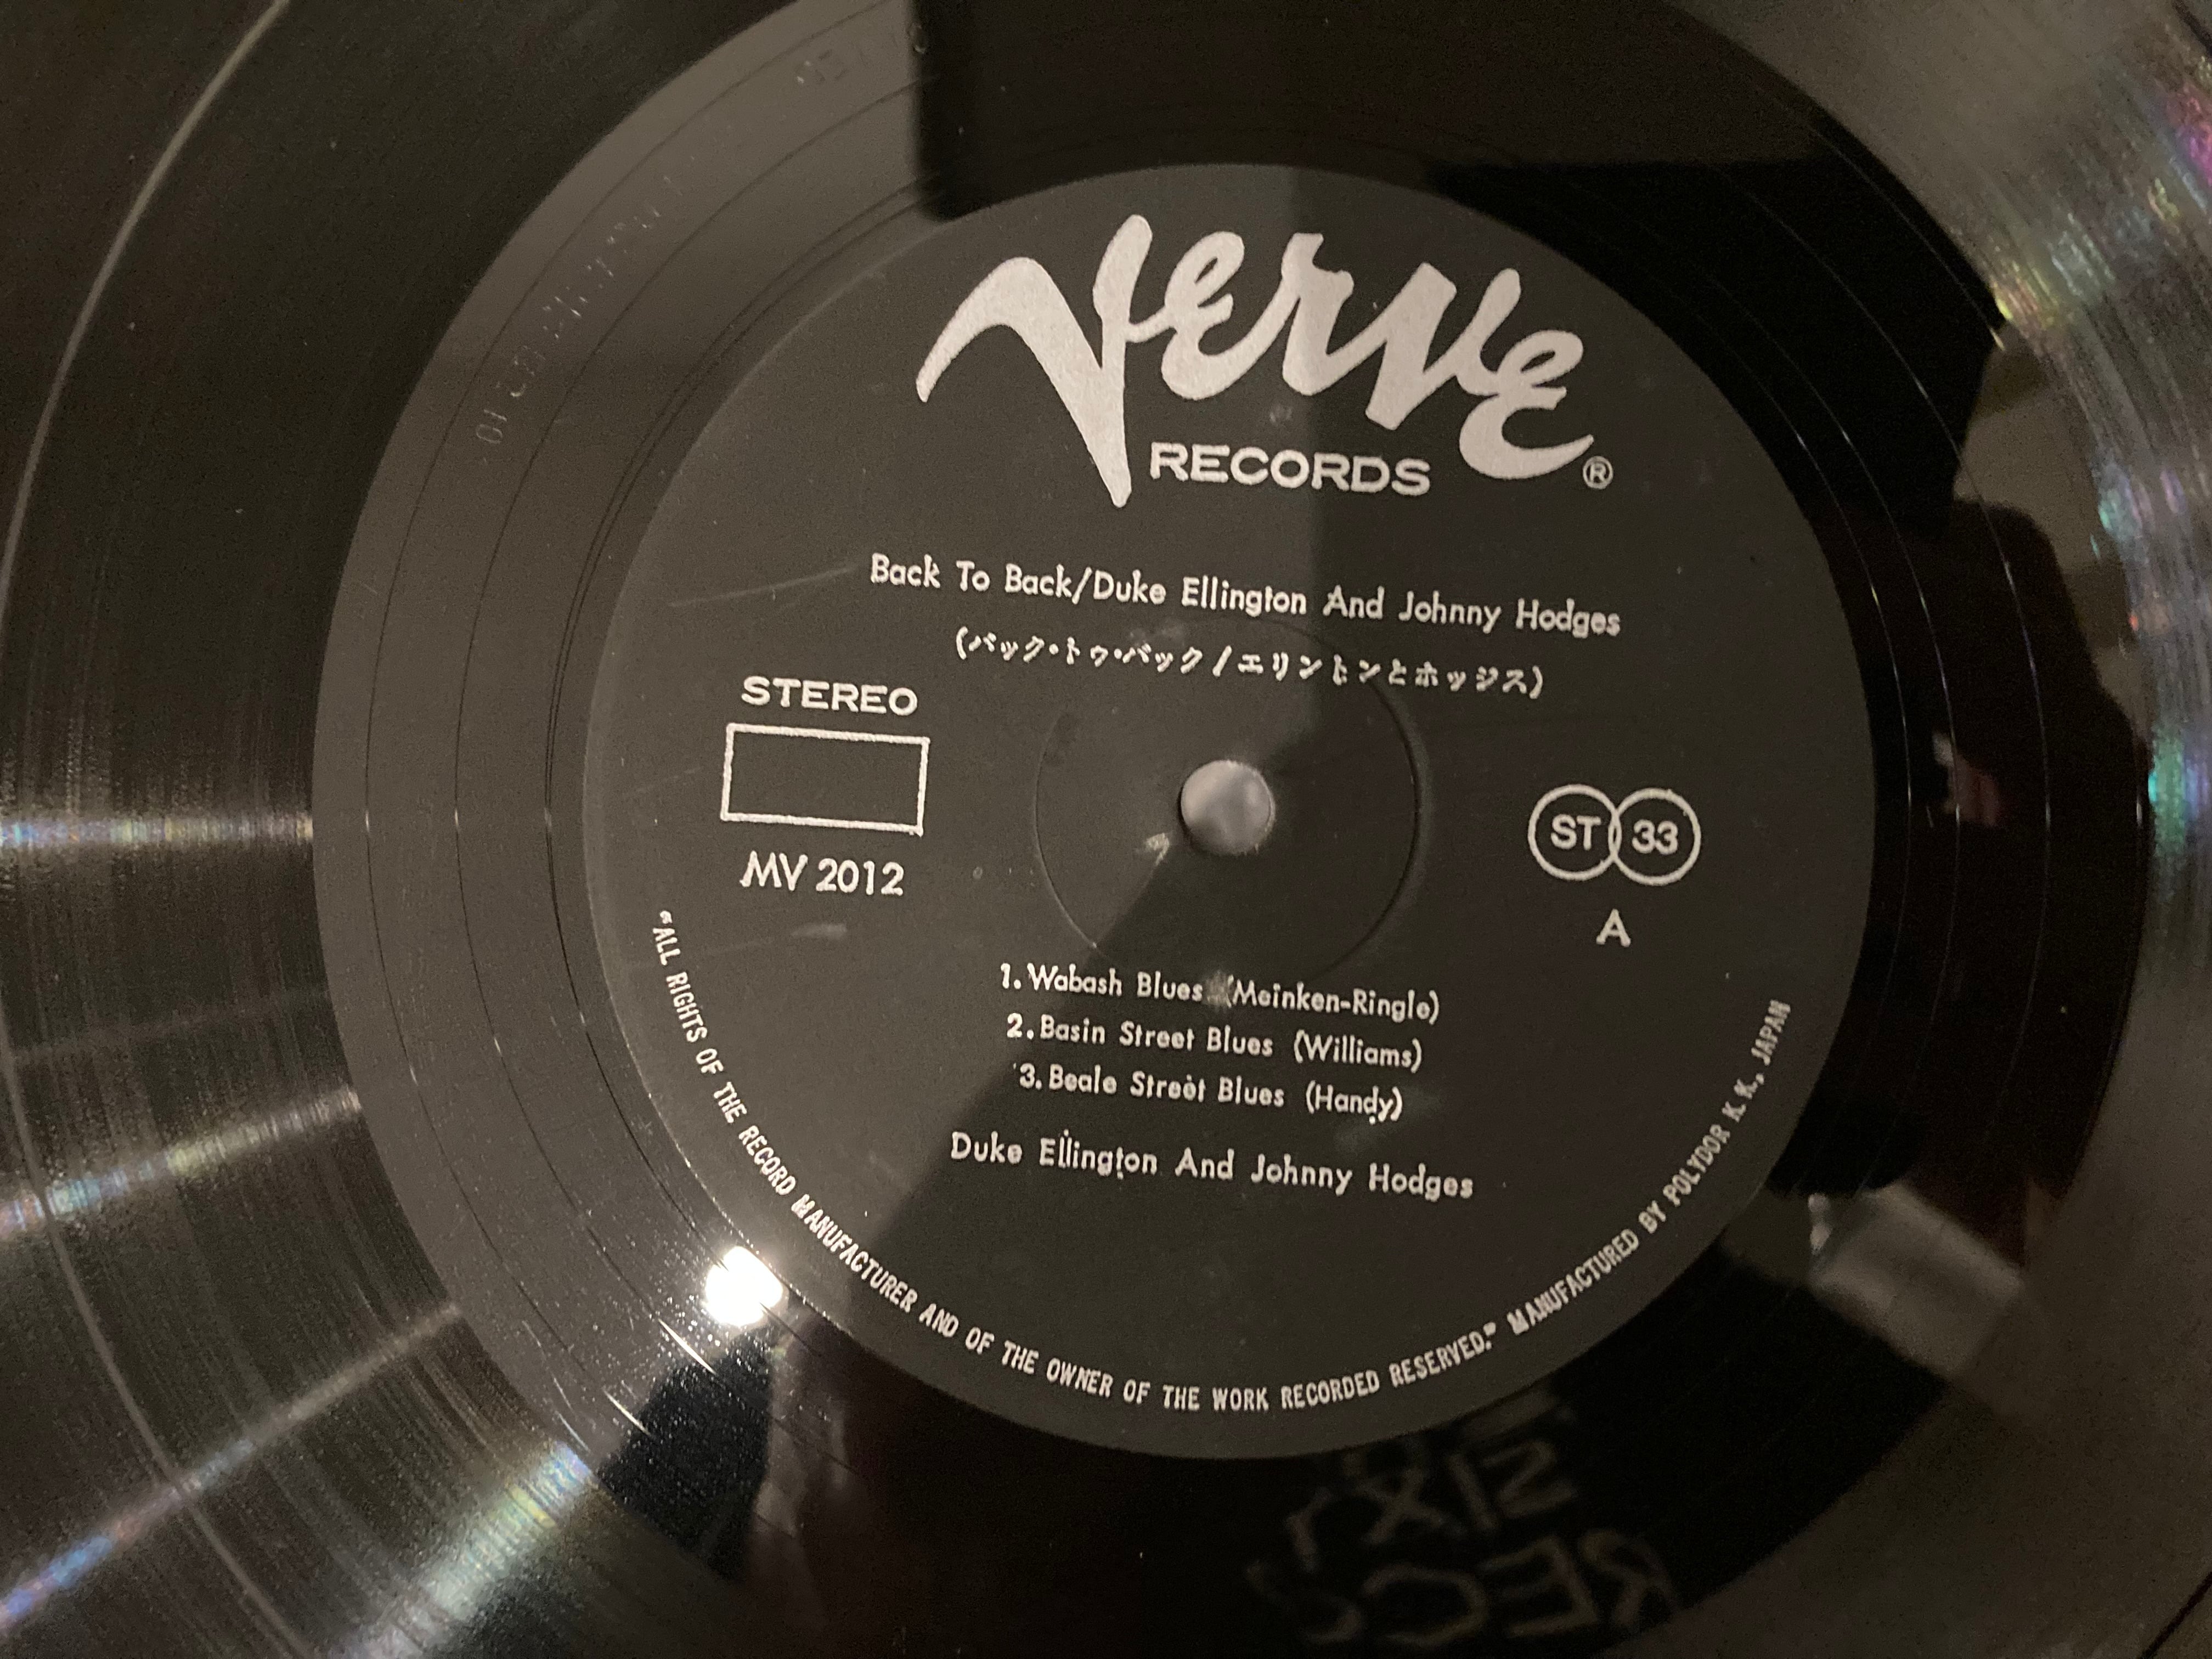 Verve
RECORDS ®
Back To Back/Duke Ellington And Johnny Hodges
(バック・トゥ・バック/エリントンとホッジス)
STEREO
MV 2012
ST 33
A
1. Wabash Blues (Meinken-Ringle)
2. Basin Street Blues (Williams)
3. Beale Street Blues (Handy)
Duke Ellington And Johnny Hodges
"ALL RIGHTS OF THE RECORD MANUFACTURER AND OF THE OWNER OF THE WORK RECORDED RESERVED." MANUFACTURED BY POLYDOR K. K., JAPAN